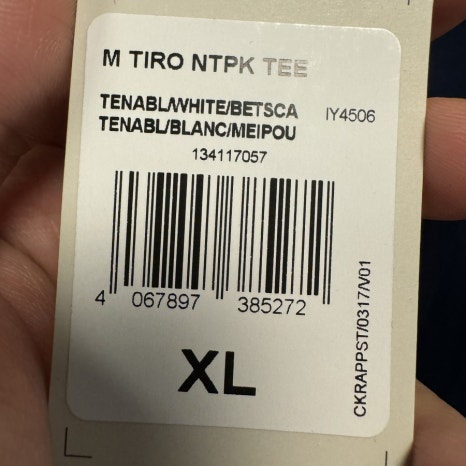 M TIRO NTPK TEE
TENABL/WHITE/BETSCA IY4506
TENABL/BLANC/MEIPOU
134117057
4 067897 385272
XL
CKRAPPST/0317/V01